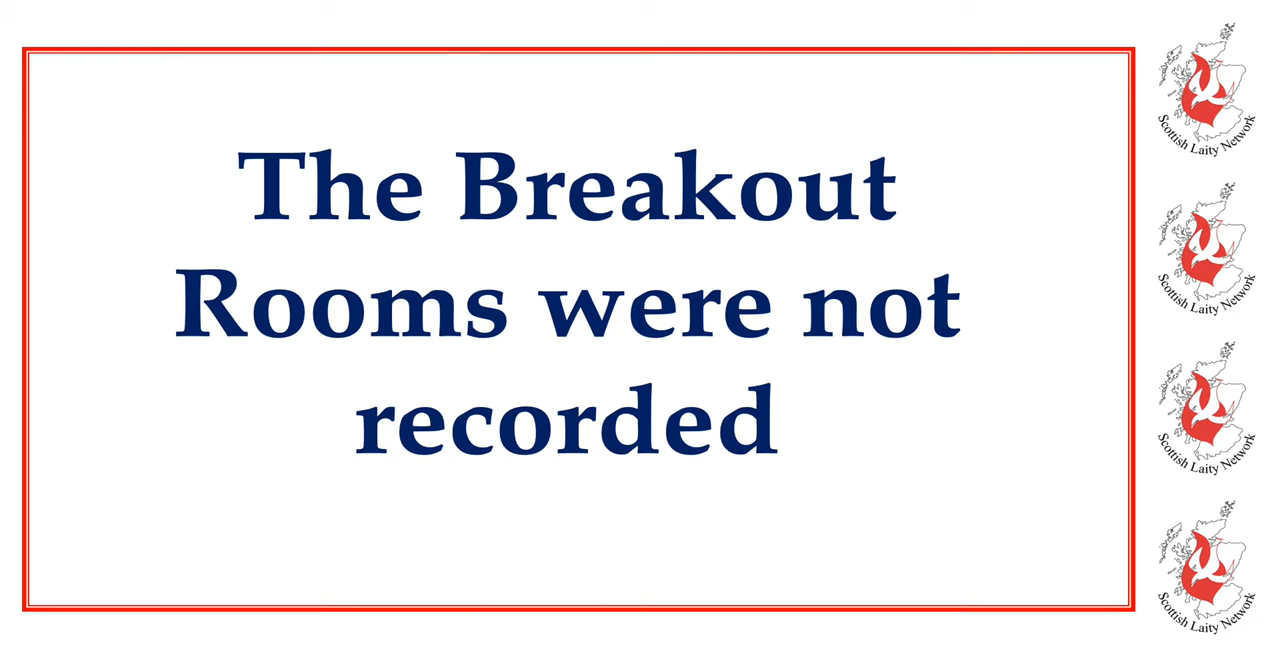 The Breakout
Rooms were not
recorded
Scottish Laity Network
Scottish Laity Network
Scottish Laity Network
Scottish Laity Network